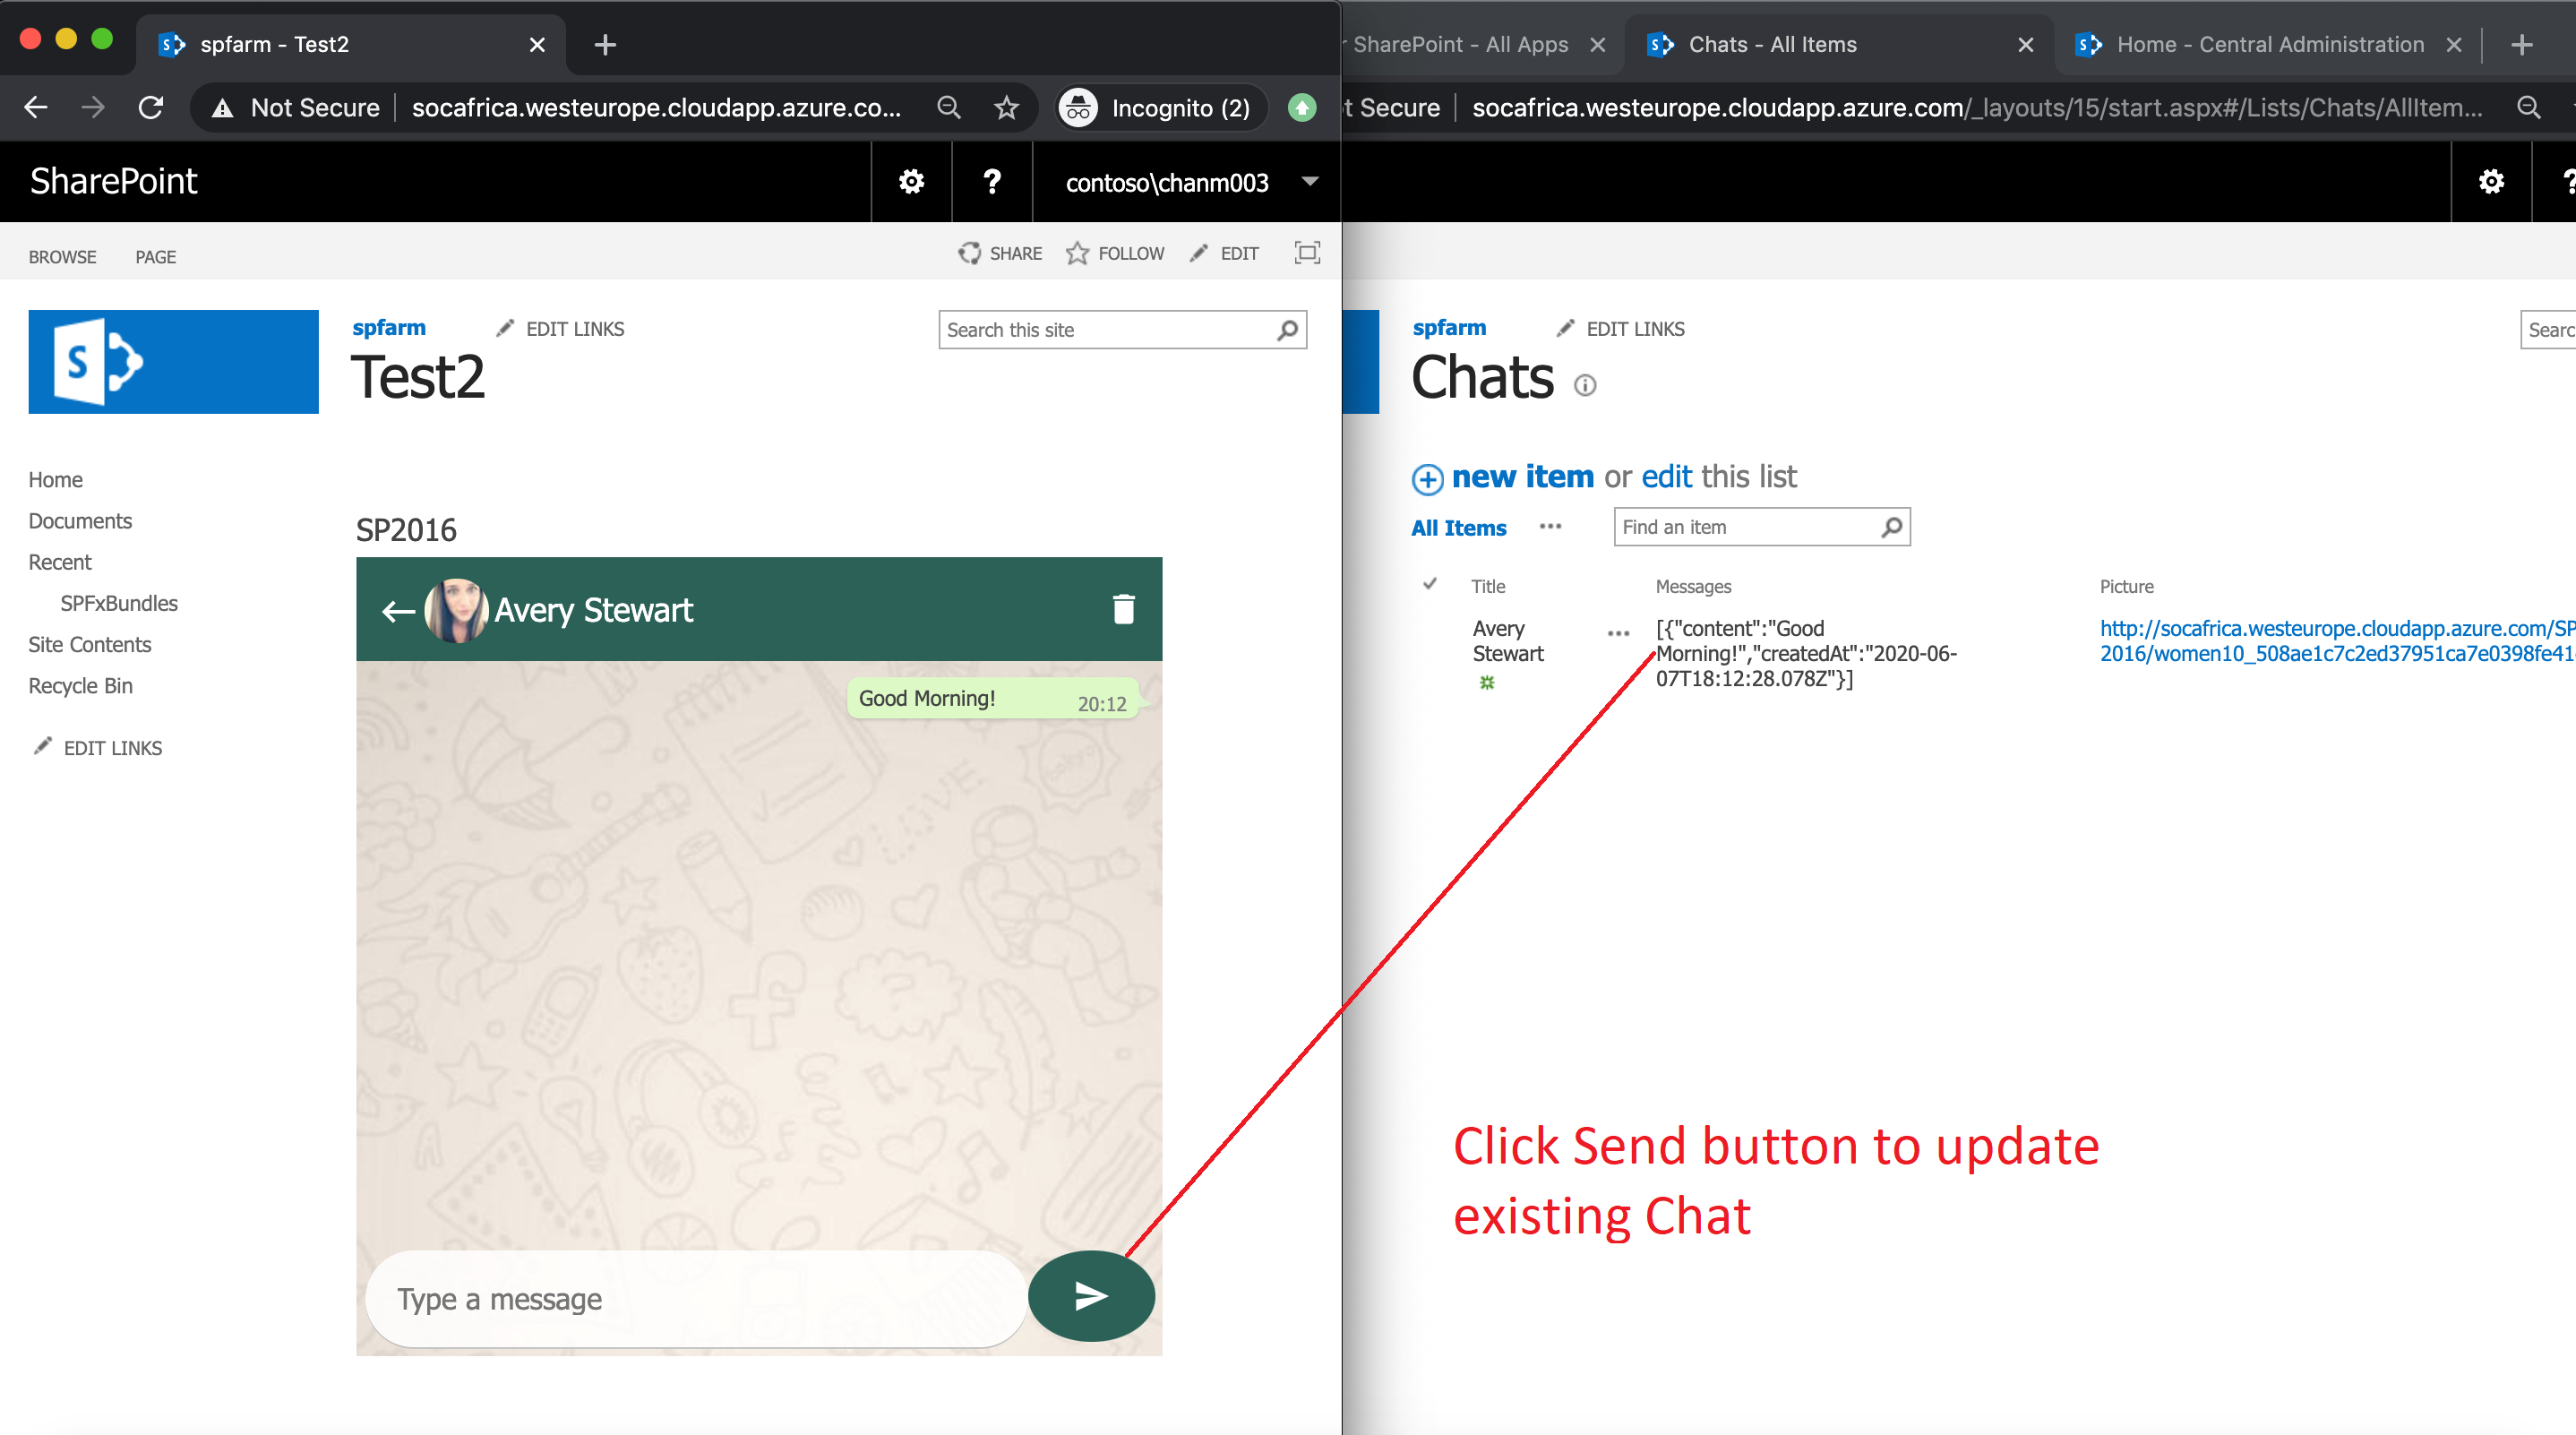 spfarm - Test2
Not Secure
socafrica.westeurope.cloudapp.azure.co...
Incognito (2)
SharePoint
contoso\chanm003
BROWSE
PAGE
SHARE
FOLLOW
EDIT
spfarm
EDIT LINKS
Search this site
Test2
Home
Documents
Recent
SPFxBundles
Site Contents
Recycle Bin
EDIT LINKS
SP2016
Avery Stewart
Good Morning!
20:12
Type a message
SharePoint - All Apps
Chats - All Items
Home - Central Administration
t Secure
socafrica.westeurope.cloudapp.azure.com/_layouts/15/start.aspx#/Lists/Chats/AllItem...
spfarm
EDIT LINKS
Searc
Chats
new item or edit this list
All Items
Find an item
Title
Messages
Picture
Avery
Stewart
[{"content":"Good
Morning!","createdAt":"2020-06-
07T18:12:28.078Z"}]
http://socafrica.westeurope.cloudapp.azure.com/SP
2016/women10_508ae1c7c2ed37951ca7e0398fe41
Click Send button to update
existing Chat